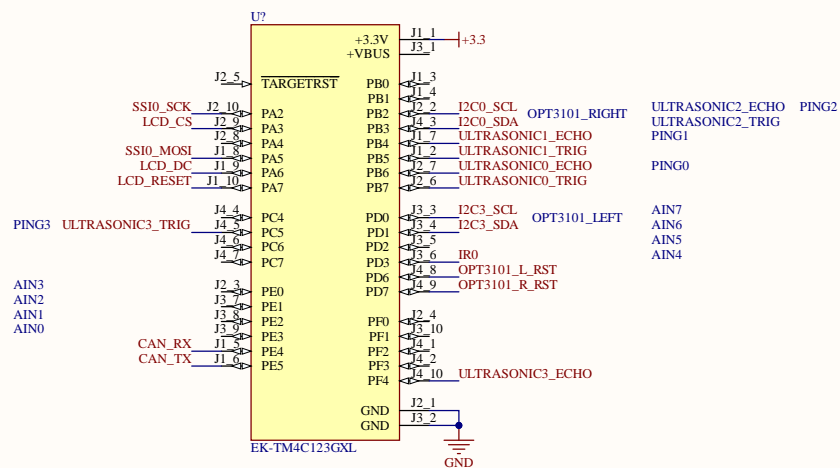 U?
+3.3V J1_1 +3.3
+VBUS J3_1
J2_5 TARGETRST PB0 J1_3
PB1 J1_4
SSI0_SCK J2_10 PA2 PB2 J2_2 I2C0_SCL OPT3101_RIGHT ULTRASONIC2_ECHO PING2
LCD_CS J2_9 PA3 PB3 J4_3 I2C0_SDA ULTRASONIC2_TRIG
J2_8 PA4 PB4 J1_7 ULTRASONIC1_ECHO PING1
SSI0_MOSI J1_8 PA5 PB5 J1_2 ULTRASONIC1_TRIG
LCD_DC J1_9 PA6 PB6 J2_7 ULTRASONIC0_ECHO PING0
LCD_RESET J1_10 PA7 PB7 J2_6 ULTRASONIC0_TRIG
J4_4 PC4 PD0 J3_3 I2C3_SCL OPT3101_LEFT AIN7
PING3 ULTRASONIC3_TRIG J4_5 PC5 PD1 J3_4 I2C3_SDA AIN6
J4_6 PC6 PD2 J3_5 AIN5
J4_7 PC7 PD3 J3_6 IR0 AIN4
PD6 J4_8 OPT3101_L_RST
AIN3 J2_3 PE0 PD7 J4_9 OPT3101_R_RST
AIN2 J3_7 PE1
AIN1 J3_8 PE2 PF0 J2_4
AIN0 J3_9 PE3 PF1 J3_10
CAN_RX J1_5 PE4 PF2 J4_1
CAN_TX J1_6 PE5 PF3 J4_2
PF4 J4_10 ULTRASONIC3_ECHO
GND J2_1
GND J3_2
EK-TM4C123GXL
GND